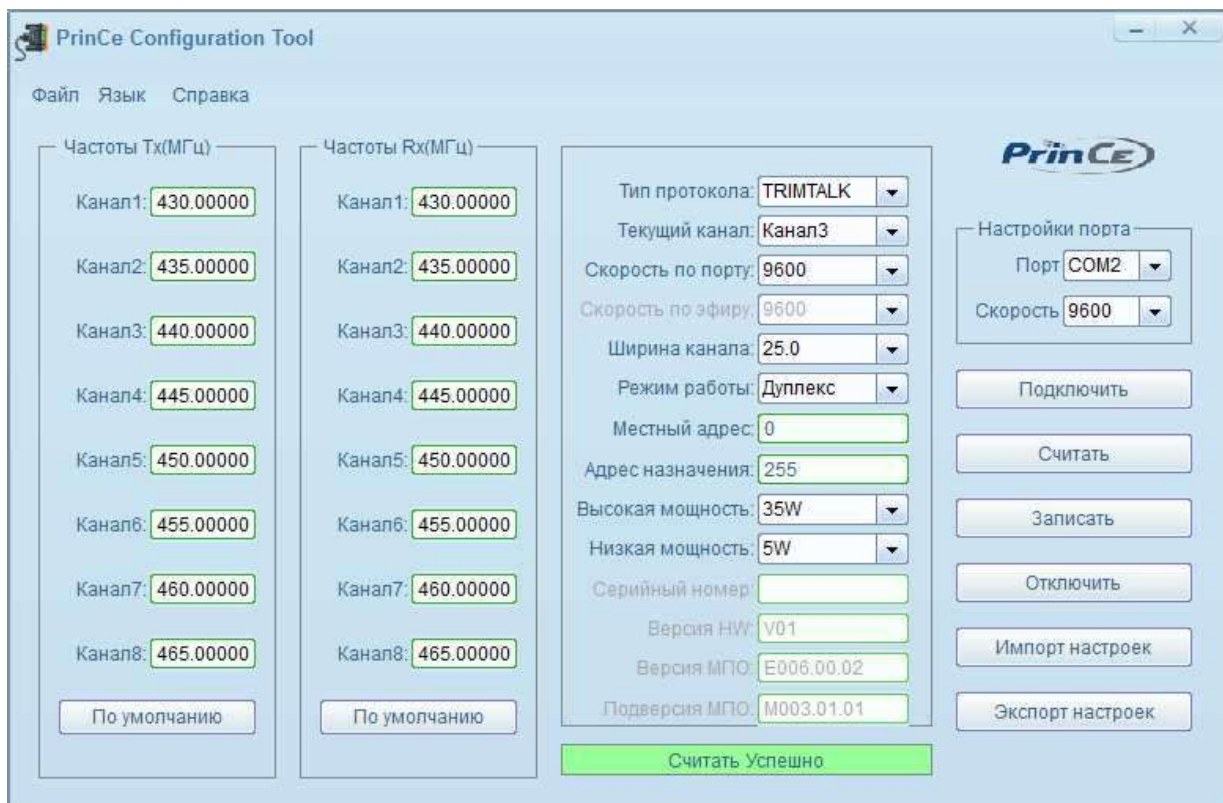 PrinCe Configuration Tool
Файл Язык Справка
Частоты Tx(МГц)
Канал1: 430.00000
Канал2: 435.00000
Канал3: 440.00000
Канал4: 445.00000
Канал5: 450.00000
Канал6: 455.00000
Канал7: 460.00000
Канал8: 465.00000
По умолчанию
Частоты Rx(МГц)
Канал1: 430.00000
Канал2: 435.00000
Канал3: 440.00000
Канал4: 445.00000
Канал5: 450.00000
Канал6: 455.00000
Канал7: 460.00000
Канал8: 465.00000
По умолчанию
Тип протокола: TRIMTALK
Текущий канал: Канал3
Скорость по порту: 9600
Скорость по эфиру: 9600
Ширина канала: 25.0
Режим работы: Дуплекс
Местный адрес: 0
Адрес назначения: 255
Высокая мощность: 35W
Низкая мощность: 5W
Серийный номер:
Версия HW: V01
Версия МПО: E006.00.02
Подверсия МПО: M003.01.01
Считать Успешно
PrinCE
Настройки порта
Порт COM2
Скорость 9600
Подключить
Считать
Записать
Отключить
Импорт настроек
Экспорт настроек